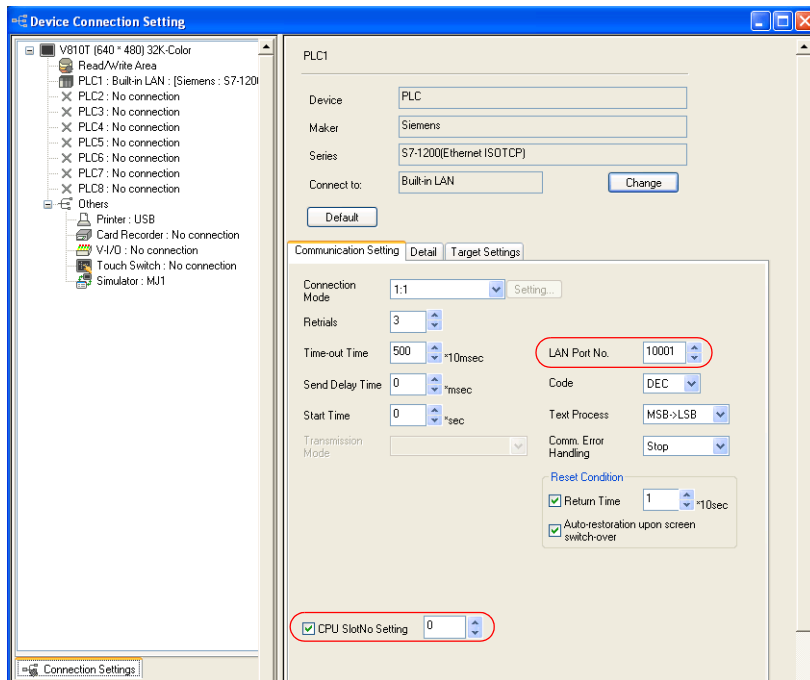 Device Connection Setting
V810T (640 * 480) 32K-Color
Read/Write Area
PLC1 : Built-in LAN : [Siemens : S7-120
PLC2 : No connection
PLC3 : No connection
PLC4 : No connection
PLC5 : No connection
PLC6 : No connection
PLC7 : No connection
PLC8 : No connection
Others
Printer : USB
Card Recorder : No connection
V-I/O : No connection
Touch Switch : No connection
Simulator : MJ1
Connection Settings
PLC1
Device PLC
Maker Siemens
Series S7-1200(Ethernet ISOTCP)
Connect to: Built-in LAN Change
Default
Communication Setting Detail Target Settings
Connection Mode 1:1 Setting...
Retrials 3
Time-out Time 500 *10msec LAN Port No. 10001
Send Delay Time 0 *msec Code DEC
Start Time 0 *sec Text Process MSB->LSB
Transmission Mode Comm. Error Handling Stop
Reset Condition
Return Time 1 *10sec
Auto-restoration upon screen
switch-over
CPU SlotNo Setting 0